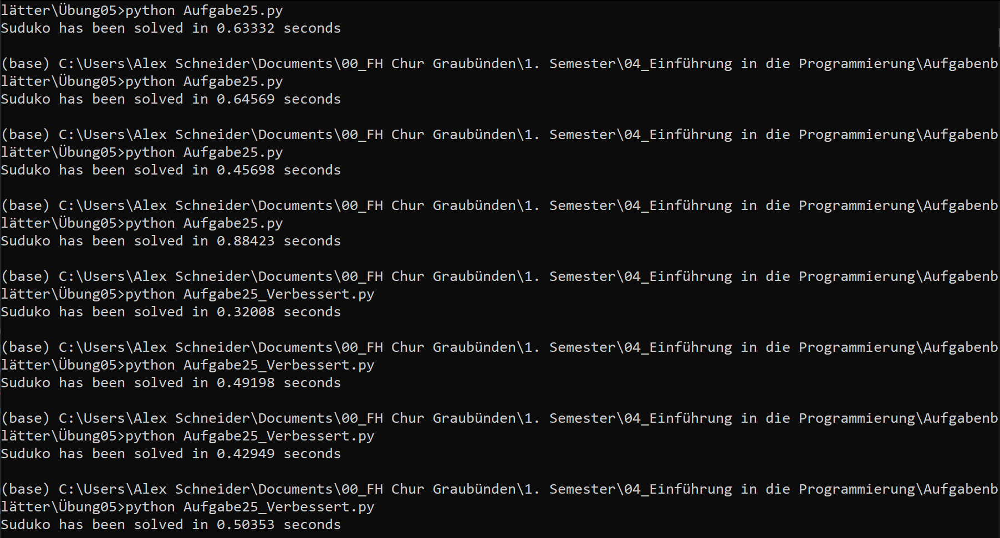 lätter\Übung05>python Aufgabe25.py
Suduko has been solved in 0.63332 seconds
(base) C:\Users\Alex Schneider\Documents\00_FH Chur Graubünden\1. Semester\04_Einführung in die Programmierung\Aufgabenb
lätter\Übung05>python Aufgabe25.py
Suduko has been solved in 0.64569 seconds
(base) C:\Users\Alex Schneider\Documents\00_FH Chur Graubünden\1. Semester\04_Einführung in die Programmierung\Aufgabenb
lätter\Übung05>python Aufgabe25.py
Suduko has been solved in 0.45698 seconds
(base) C:\Users\Alex Schneider\Documents\00_FH Chur Graubünden\1. Semester\04_Einführung in die Programmierung\Aufgabenb
lätter\Übung05>python Aufgabe25.py
Suduko has been solved in 0.88423 seconds
(base) C:\Users\Alex Schneider\Documents\00_FH Chur Graubünden\1. Semester\04_Einführung in die Programmierung\Aufgabenb
lätter\Übung05>python Aufgabe25_Verbessert.py
Suduko has been solved in 0.32008 seconds
(base) C:\Users\Alex Schneider\Documents\00_FH Chur Graubünden\1. Semester\04_Einführung in die Programmierung\Aufgabenb
lätter\Übung05>python Aufgabe25_Verbessert.py
Suduko has been solved in 0.49198 seconds
(base) C:\Users\Alex Schneider\Documents\00_FH Chur Graubünden\1. Semester\04_Einführung in die Programmierung\Aufgabenb
lätter\Übung05>python Aufgabe25_Verbessert.py
Suduko has been solved in 0.42949 seconds
(base) C:\Users\Alex Schneider\Documents\00_FH Chur Graubünden\1. Semester\04_Einführung in die Programmierung\Aufgabenb
lätter\Übung05>python Aufgabe25_Verbessert.py
Suduko has been solved in 0.50353 seconds